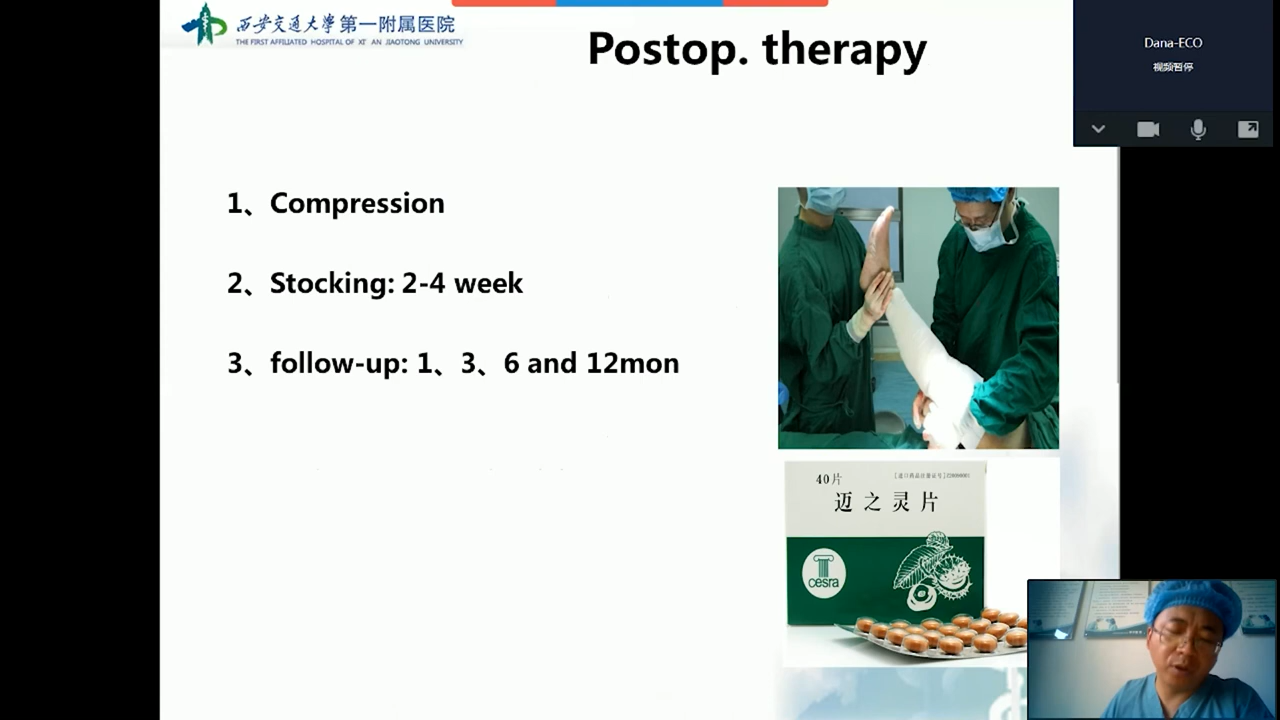 西安交通大学第一附属医院
THE FIRST AFFILIATED HOSPITAL OF XI' AN JIAOTONG UNIVERSITY
Postop. therapy
Dana-ECO
视频暂停
1、Compression
2、Stocking: 2-4 week
3、follow-up: 1、3、6 and 12mon
40片
迈之灵片
cesra